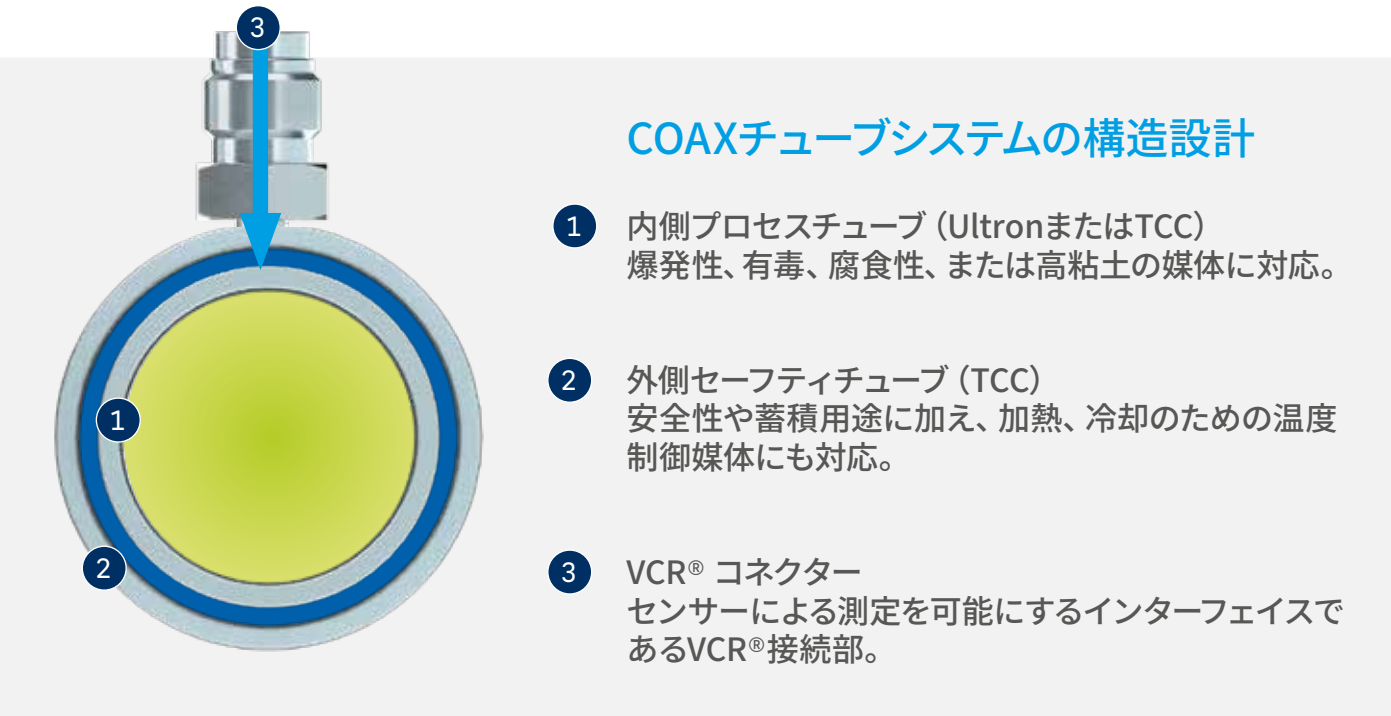 3
COAXチューブシステムの構造設計
1 内側プロセスチューブ（UltronまたはTCC）
爆発性、有毒、腐食性、または高粘土の媒体に対応。
2 外側セーフティチューブ（TCC）
安全性や蓄積用途に加え、加熱、冷却のための温度
制御媒体にも対応。
3 VCR® コネクター
センサーによる測定を可能にするインターフェイスで
あるVCR®接続部。
1
2